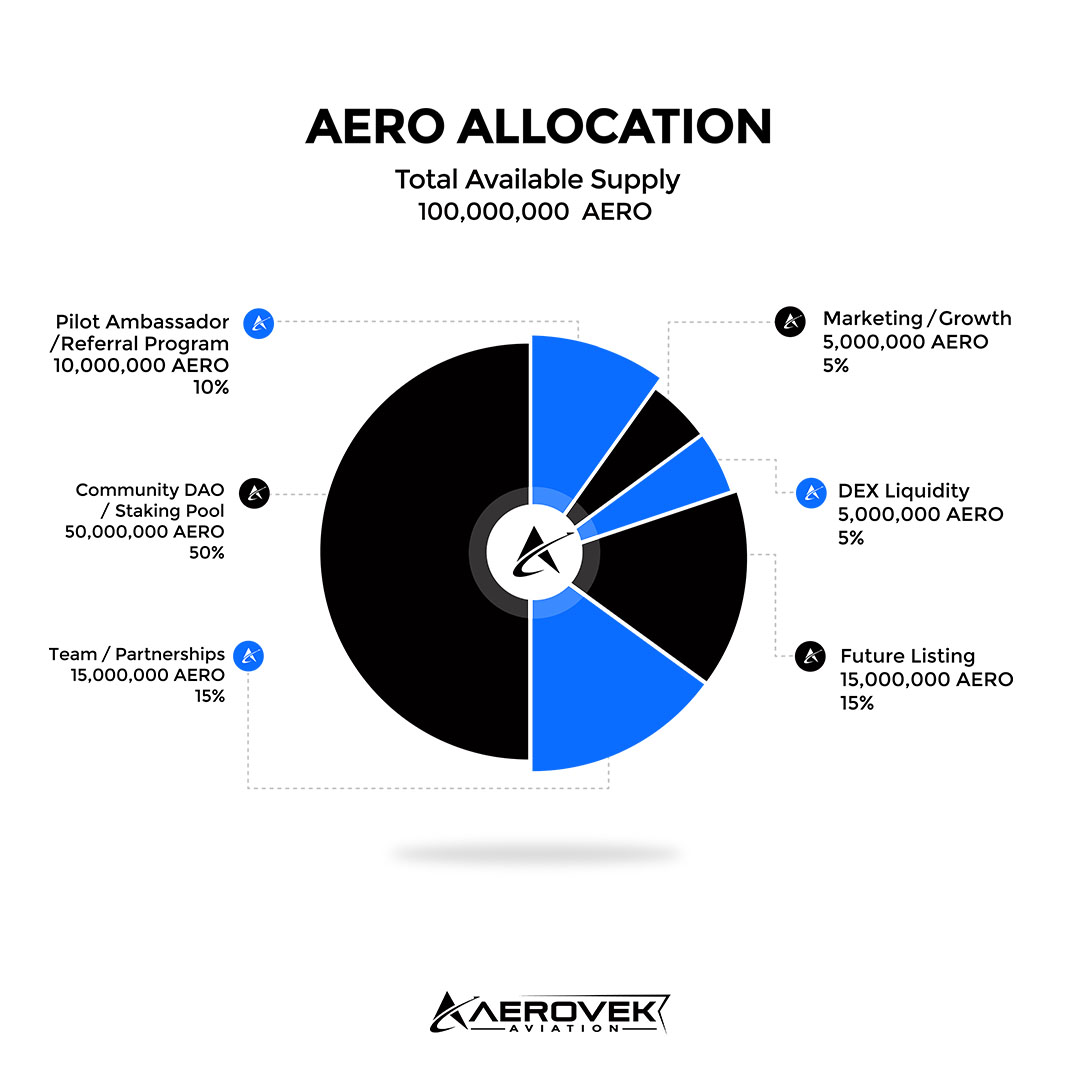 AERO ALLOCATION
Total Available Supply
100,000,000 AERO
Pilot Ambassador
/Referral Program
10,000,000 AERO
10%
Marketing /Growth
5,000,000 AERO
5%
Community DAO
/ Staking Pool
50,000,000 AERO
50%
DEX Liquidity
5,000,000 AERO
5%
Team / Partnerships
15,000,000 AERO
15%
Future Listing
15,000,000 AERO
15%
AEROVEK
AVIATION